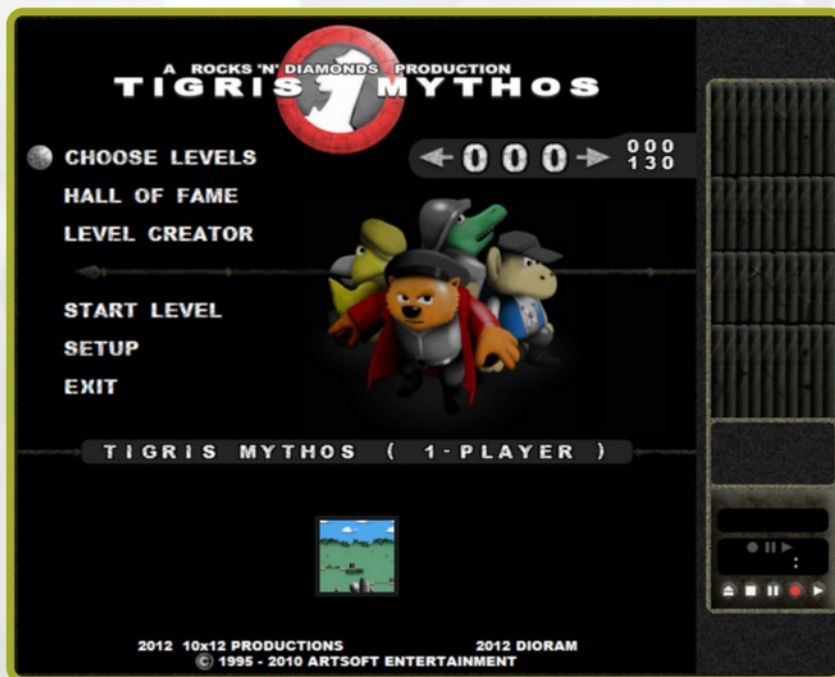 A ROCKS 'N' DIAMONDS PRODUCTION
TIGRIS MYTHOS
CHOOSE LEVELS
000
000
130
HALL OF FAME
LEVEL CREATOR
START LEVEL
SETUP
EXIT
TIGRIS MYTHOS ( 1-PLAYER )
:
2012 10x12 PRODUCTIONS 2012 DIORAM
© 1995 - 2010 ARTSOFT ENTERTAINMENT